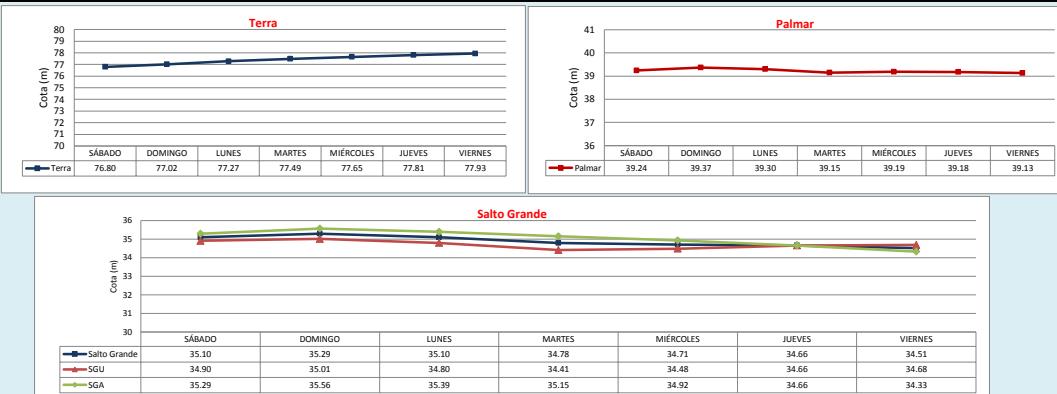 Terra
Cota (m)
80
79
78
77
76
75
74
73
72
71
70
SÁBADO DOMINGO LUNES MARTES MIÉRCOLES JUEVES VIERNES
Terra 76.80 77.02 77.27 77.49 77.65 77.81 77.93
Palmar
Cota (m)
41
40
39
38
37
36
SÁBADO DOMINGO LUNES MARTES MIÉRCOLES JUEVES VIERNES
Palmar 39.24 39.37 39.30 39.15 39.19 39.18 39.13
Salto Grande
Cota (m)
36
35
34
33
32
31
30
SÁBADO DOMINGO LUNES MARTES MIÉRCOLES JUEVES VIERNES
Salto Grande 35.10 35.29 35.10 34.78 34.71 34.66 34.51
SGU 34.90 35.01 34.80 34.41 34.48 34.66 34.68
SGA 35.29 35.56 35.39 35.15 34.92 34.66 34.33